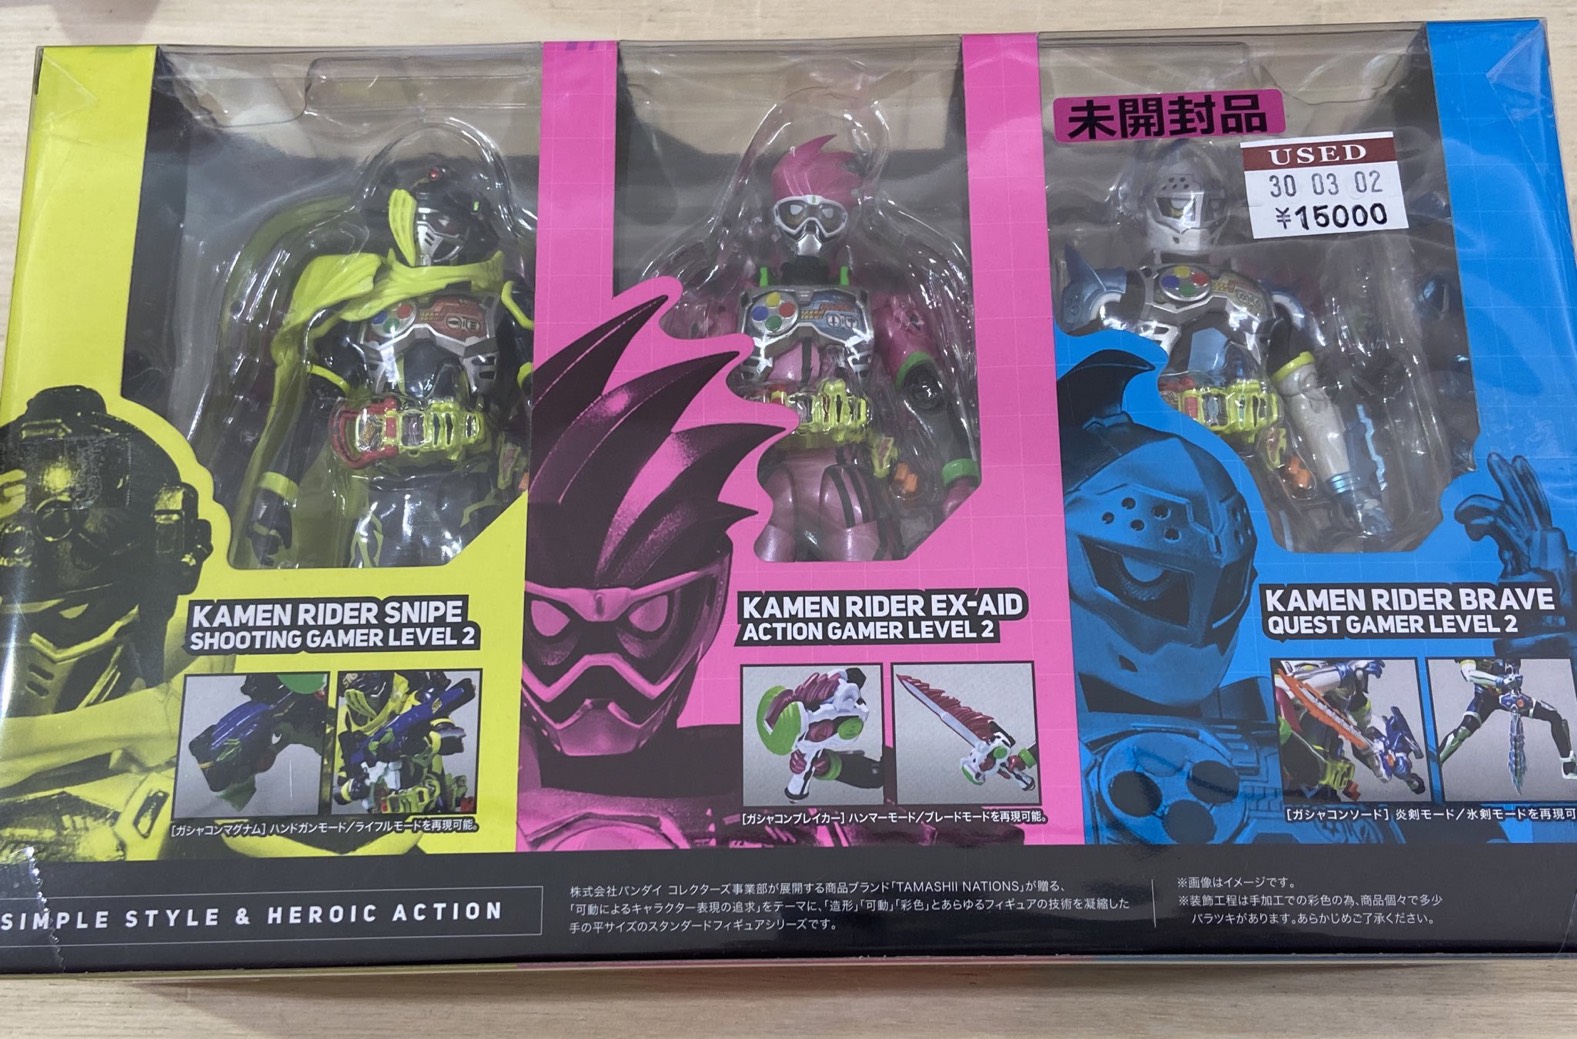 未開封品
USED
30 03 02
¥15000
KAMEN RIDER SNIPE
SHOOTING GAMER LEVEL 2
[ガシャコンマグナム] ハンドガンモード/ライフルモードを再現可能。
KAMEN RIDER EX-AID
ACTION GAMER LEVEL 2
[ガシャコンブレイカー] ハンマーモード/ブレードモードを再現可能。
KAMEN RIDER BRAVE
QUEST GAMER LEVEL 2
[ガシャコンソード] 炎剣モード/氷剣モードを再現可
SIMPLE STYLE & HEROIC ACTION
株式会社バンダイ コレクターズ事業部が展開する商品ブランド「TAMASHII NATIONS」が贈る、
「可動によるキャラクター表現の追求」をテーマに、「造形」「可動」「彩色」とあらゆるフィギュアの技術を凝縮した
手の平サイズのスタンダードフィギュアシリーズです。
※画像はイメージです。
※装飾工程は手加工での彩色の為、商品個々で多少
バラツキがあります。あらかじめご了承ください。